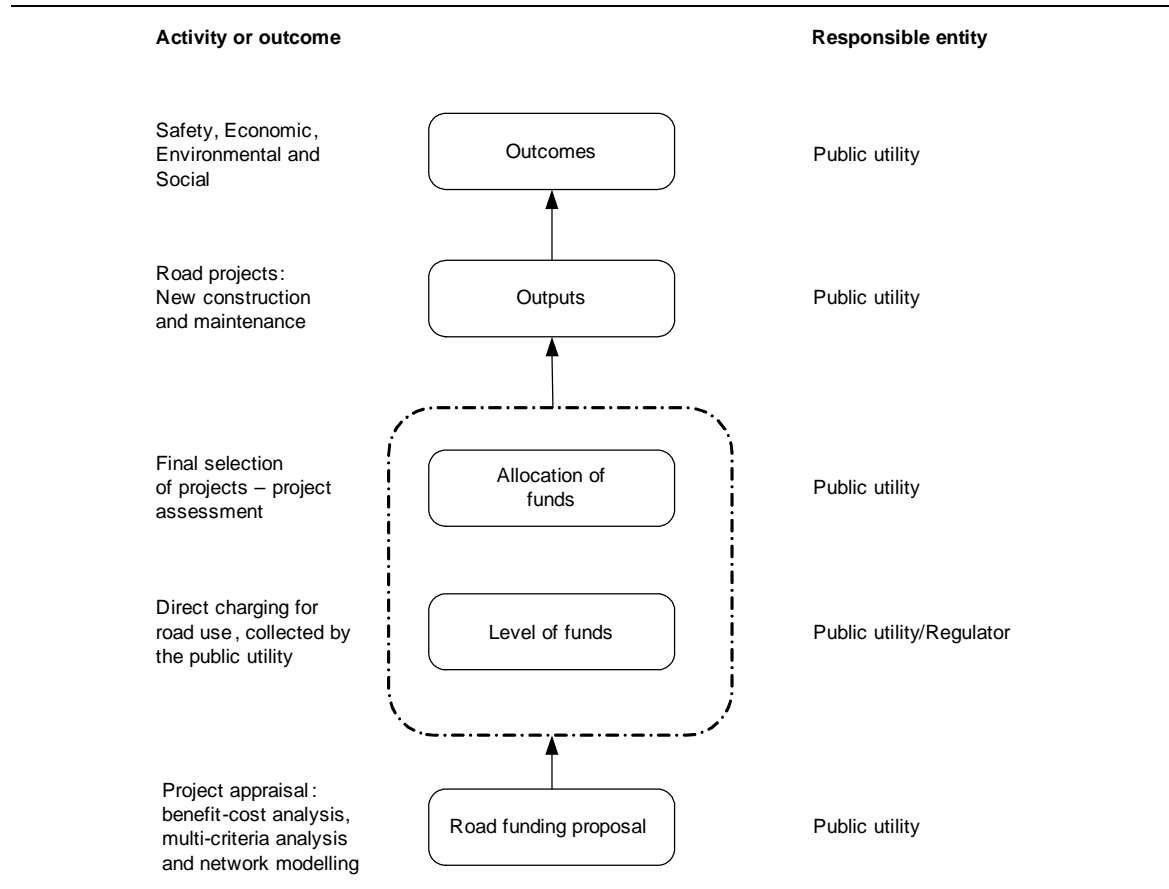 Activity or outcome
Responsible entity
Safety, Economic,
Environmental and
Social
Outcomes
Public utility
Road projects:
New construction
and maintenance
Outputs
Public utility
Final selection
of projects – project
assessment
Allocation of
funds
Public utility
Direct charging for
road use, collected by
the public utility
Level of funds
Public utility/Regulator
Project appraisal:
benefit-cost analysis,
multi-criteria analysis
and network modelling
Road funding proposal
Public utility